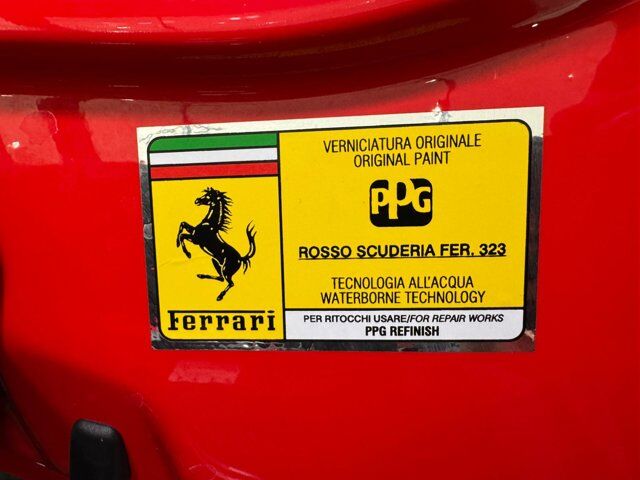 VERNICIATURA ORIGINALE
ORIGINAL PAINT
PPG
ROSSO SCUDERIA FER. 323
TECNOLOGIA ALL'ACQUA
WATERBORNE TECHNOLOGY
Ferrari
PER RITOCCHI USARE/FOR REPAIR WORKS
PPG REFINISH